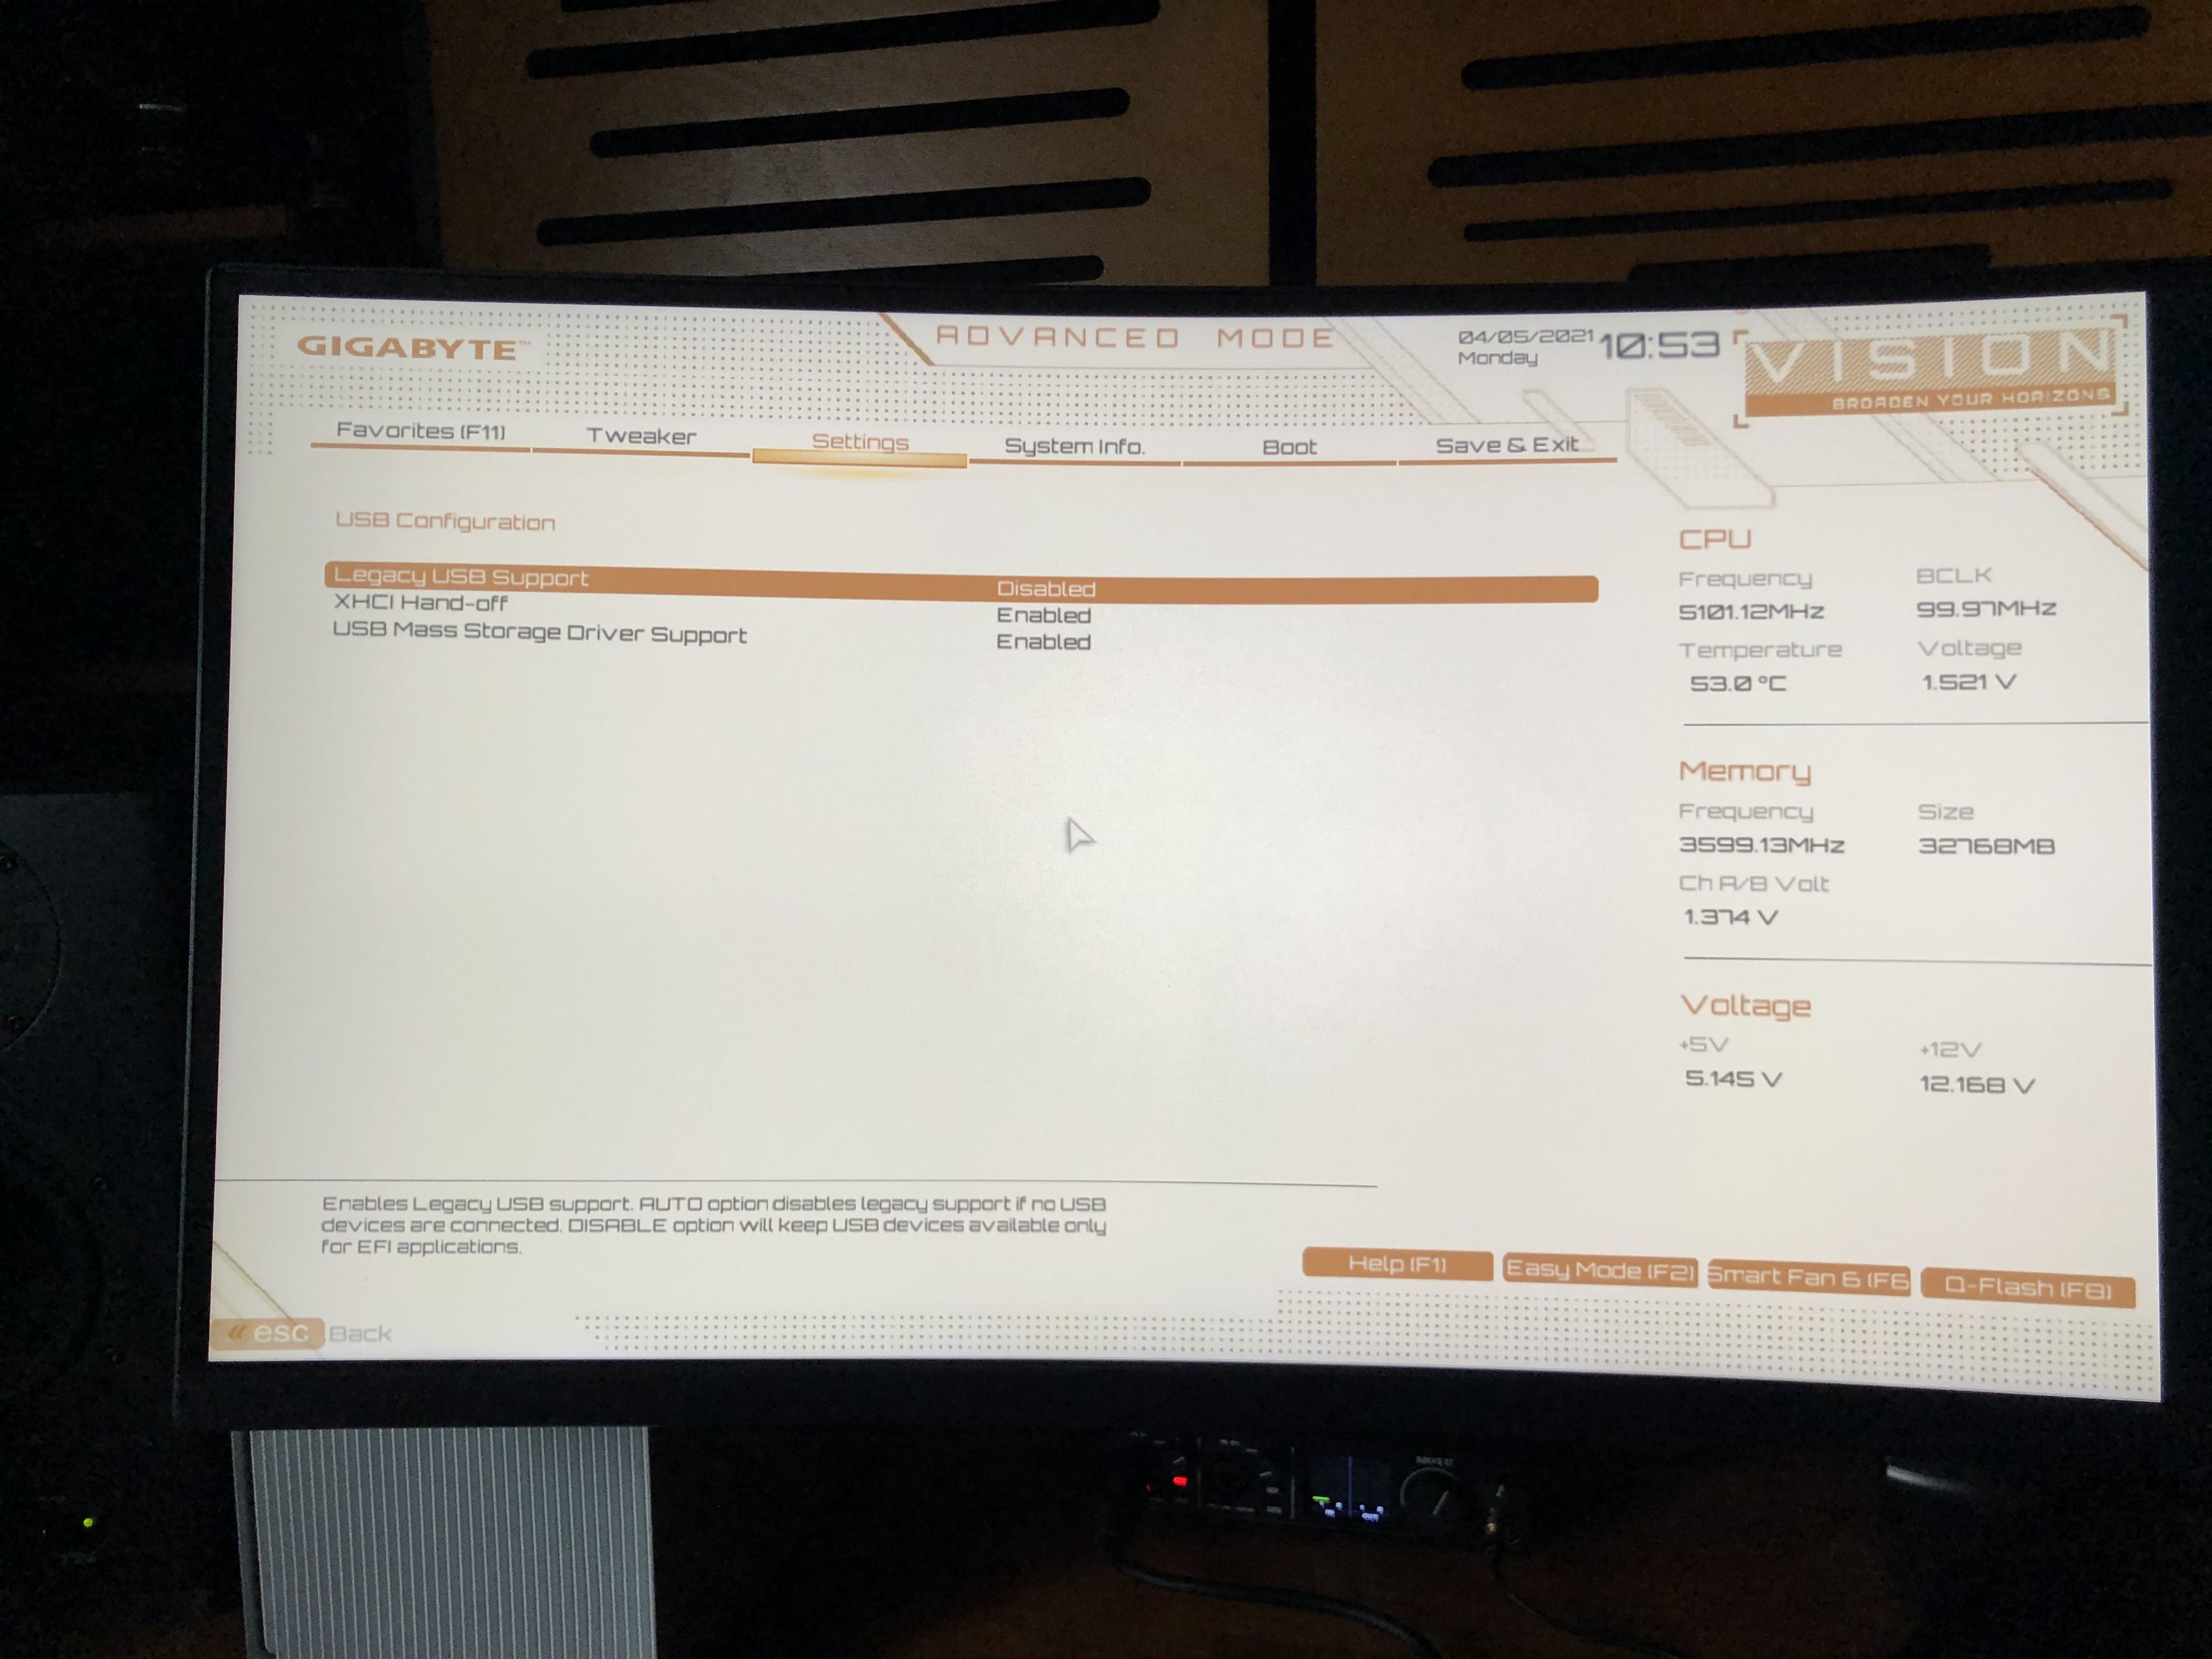 GIGABYTE™
ADVANCED MODE
04/05/2021
Monday
10:53
VISION
BROADEN YOUR HORIZONS
Favorites (F11)
Tweaker
Settings
System Info.
Boot
Save & Exit
USB Configuration
Legacy USB Support Disabled
XHCI Hand-off Enabled
USB Mass Storage Driver Support Enabled
CPU
Frequency BCLK
5101.12MHz 99.97MHz
Temperature Voltage
53.0 °C 1.521 V
Memory
Frequency Size
3599.13MHz 32768MB
Ch A/B Volt
1.374 V
Voltage
+5V +12V
5.145 V 12.168 V
Enables Legacy USB support. AUTO option disables legacy support if no USB
devices are connected. DISABLE option will keep USB devices available only
for EFI applications.
Help (F1)
Easy Mode (F2)
Smart Fan 6 (F6
Q-Flash (F8)
« esc Back